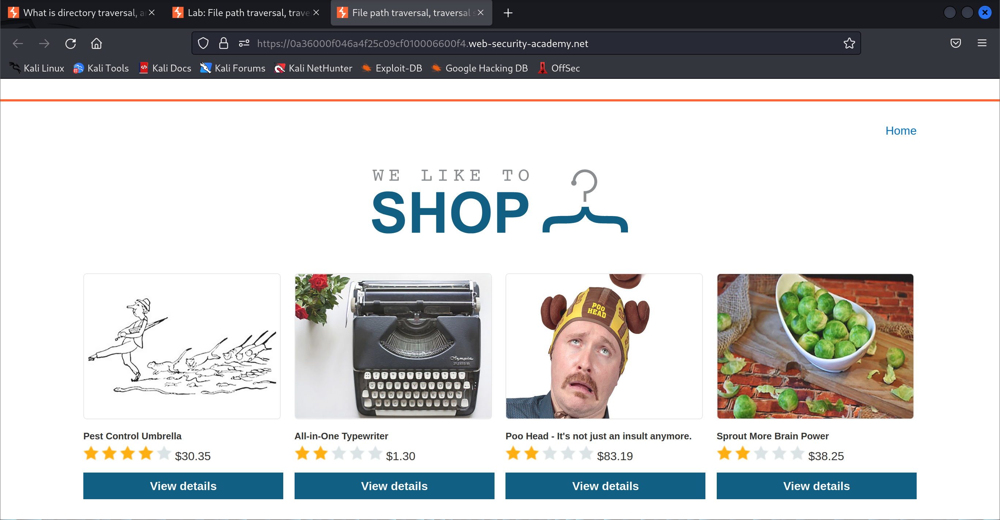 What is directory traversal, a
Lab: File path traversal, trave
File path traversal, traversal s
https://0a36000f046a4f25c09cf010006600f4.web-security-academy.net
Kali Linux Kali Tools Kali Docs Kali Forums Kali NetHunter Exploit-DB Google Hacking DB OffSec
Home
WE LIKE TO
SHOP
POO
HEAD
Olympia
Pest Control Umbrella
All-in-One Typewriter
Poo Head - It's not just an insult anymore.
Sprout More Brain Power
$30.35
$1.30
$83.19
$38.25
View details
View details
View details
View details